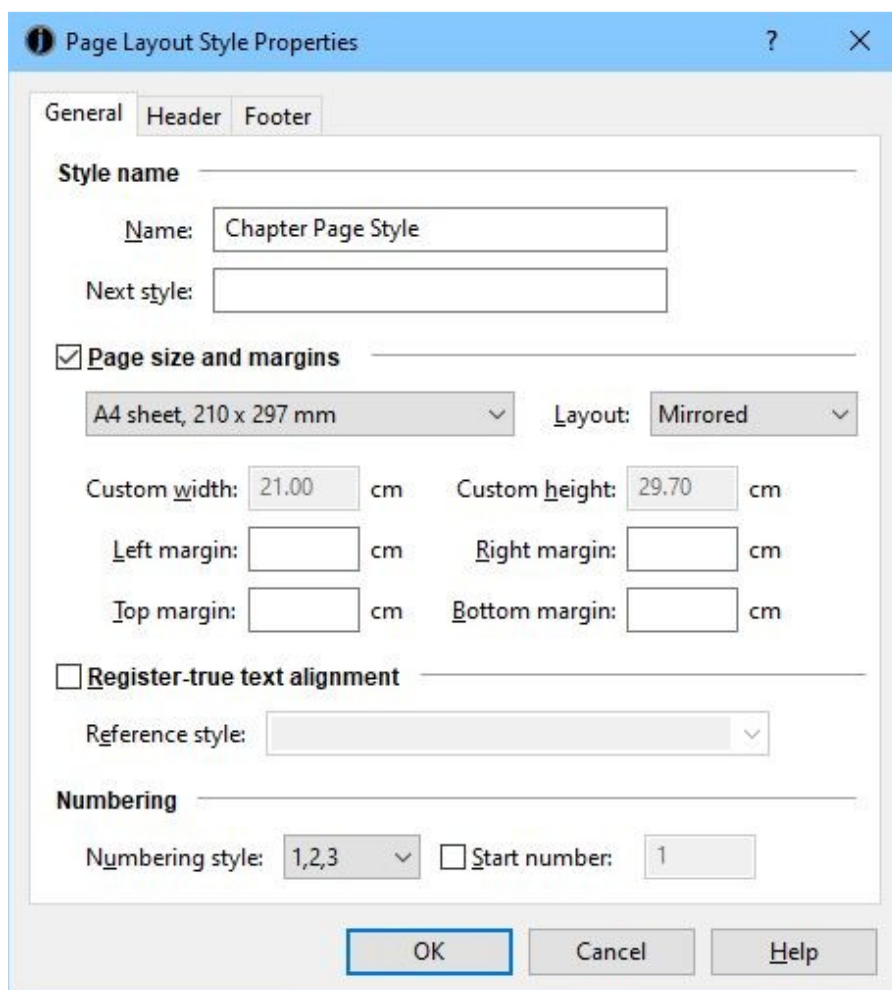 Page Layout Style Properties ? ×
General Header Footer
Style name
Name: Chapter Page Style
Next style:
Page size and margins
A4 sheet, 210 x 297 mm Layout: Mirrored
Custom width: 21.00 cm Custom height: 29.70 cm
Left margin: cm Right margin: cm
Top margin: cm Bottom margin: cm
Register-true text alignment
Reference style:
Numbering
Numbering style: 1,2,3 Start number: 1
OK Cancel Help